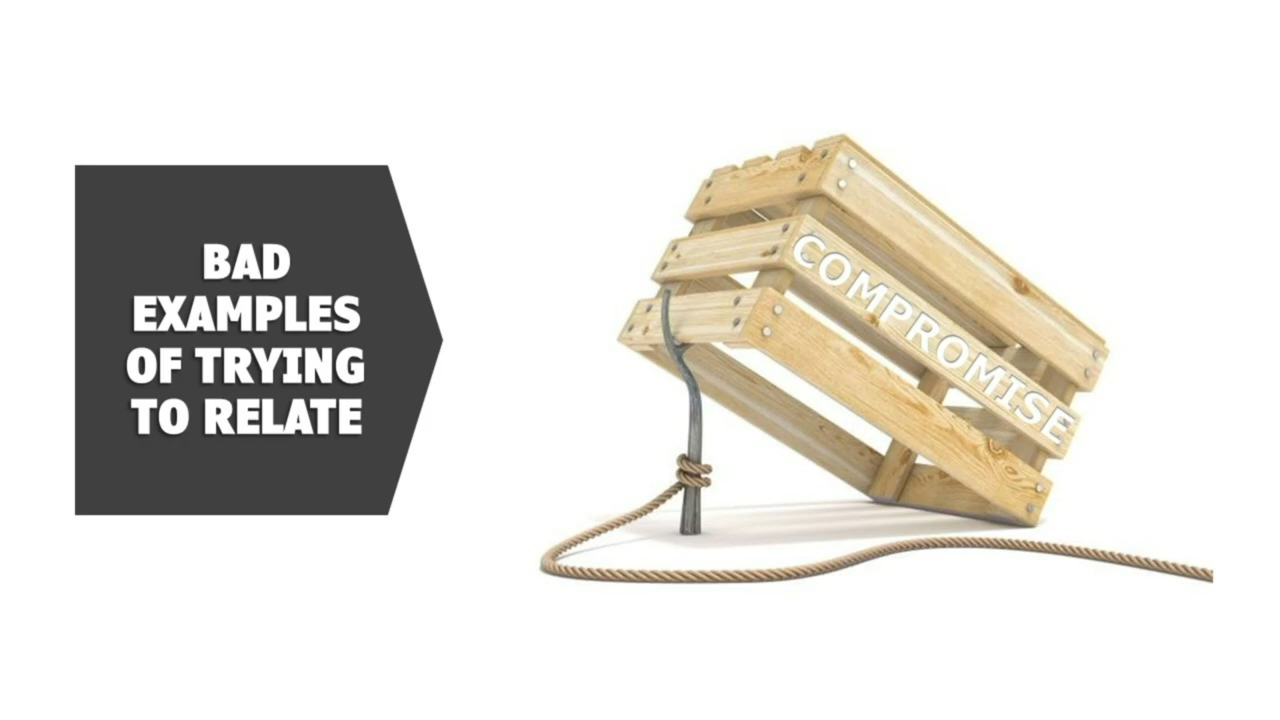 BAD
EXAMPLES
OF TRYING
TO RELATE
COMPROMISE